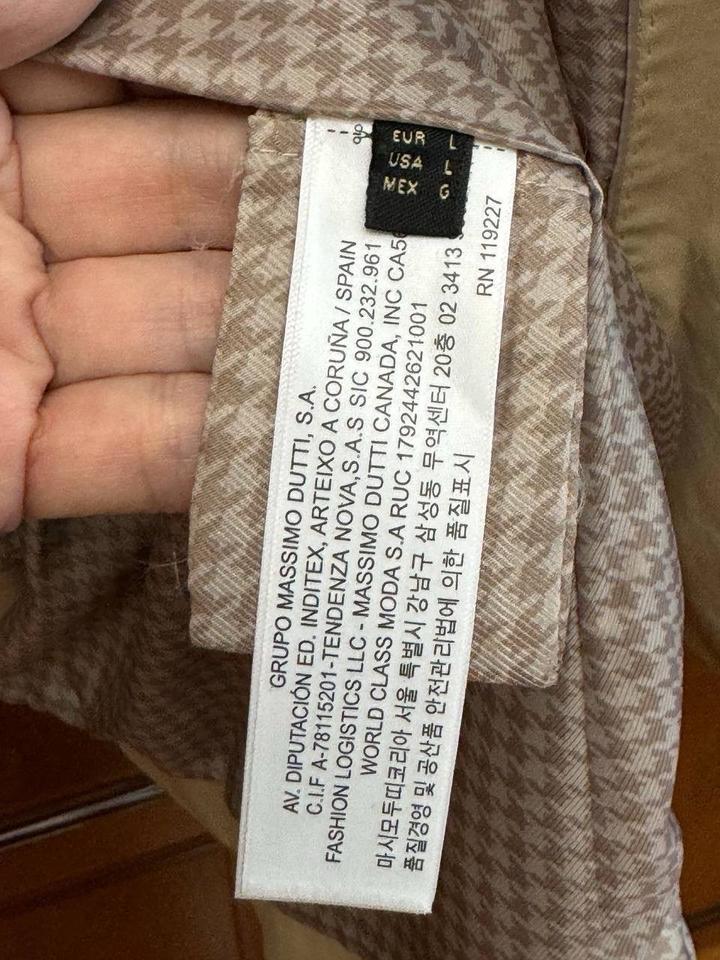 EUR L
USA L
MEX G
GRUPO MASSIMO DUTTI, S.A.
AV. DIPUTACIÓN ED. INDITEX, ARTEIXO A CORUÑA / SPAIN
C.I.F A-78115201-TENDENZA NOVA,S.A.S SIC 900.232.961
FASHION LOGISTICS LLC - MASSIMO DUTTI CANADA, INC CA
WORLD CLASS MODA S.A RUC 1792442621001
마시모두띠코리아 서울 특별시 강남구 삼성동 무역센터 20층 02 3413
품질경영 및 공산품 안전관리법에 의한 품질표시
RN 119227